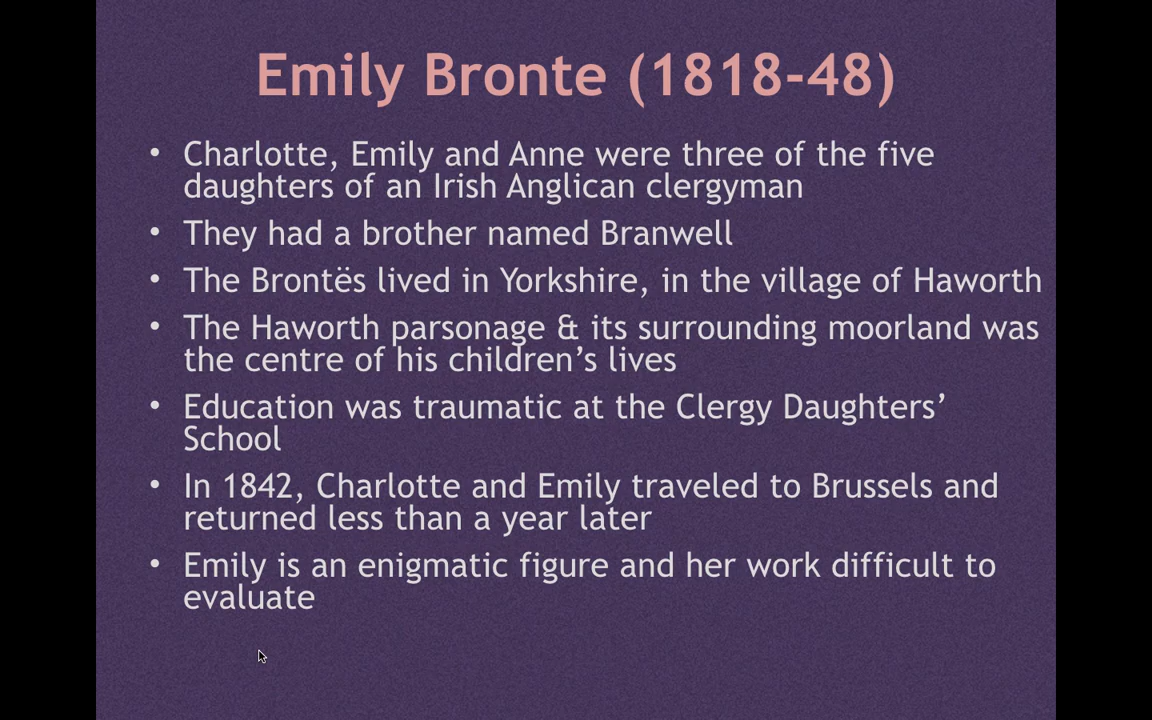 Emily Bronte (1818-48)
• Charlotte, Emily and Anne were three of the five
daughters of an Irish Anglican clergyman
• They had a brother named Branwell
• The Brontës lived in Yorkshire, in the village of Haworth
• The Haworth parsonage & its surrounding moorland was
the centre of his children’s lives
• Education was traumatic at the Clergy Daughters’
School
• In 1842, Charlotte and Emily traveled to Brussels and
returned less than a year later
• Emily is an enigmatic figure and her work difficult to
evaluate